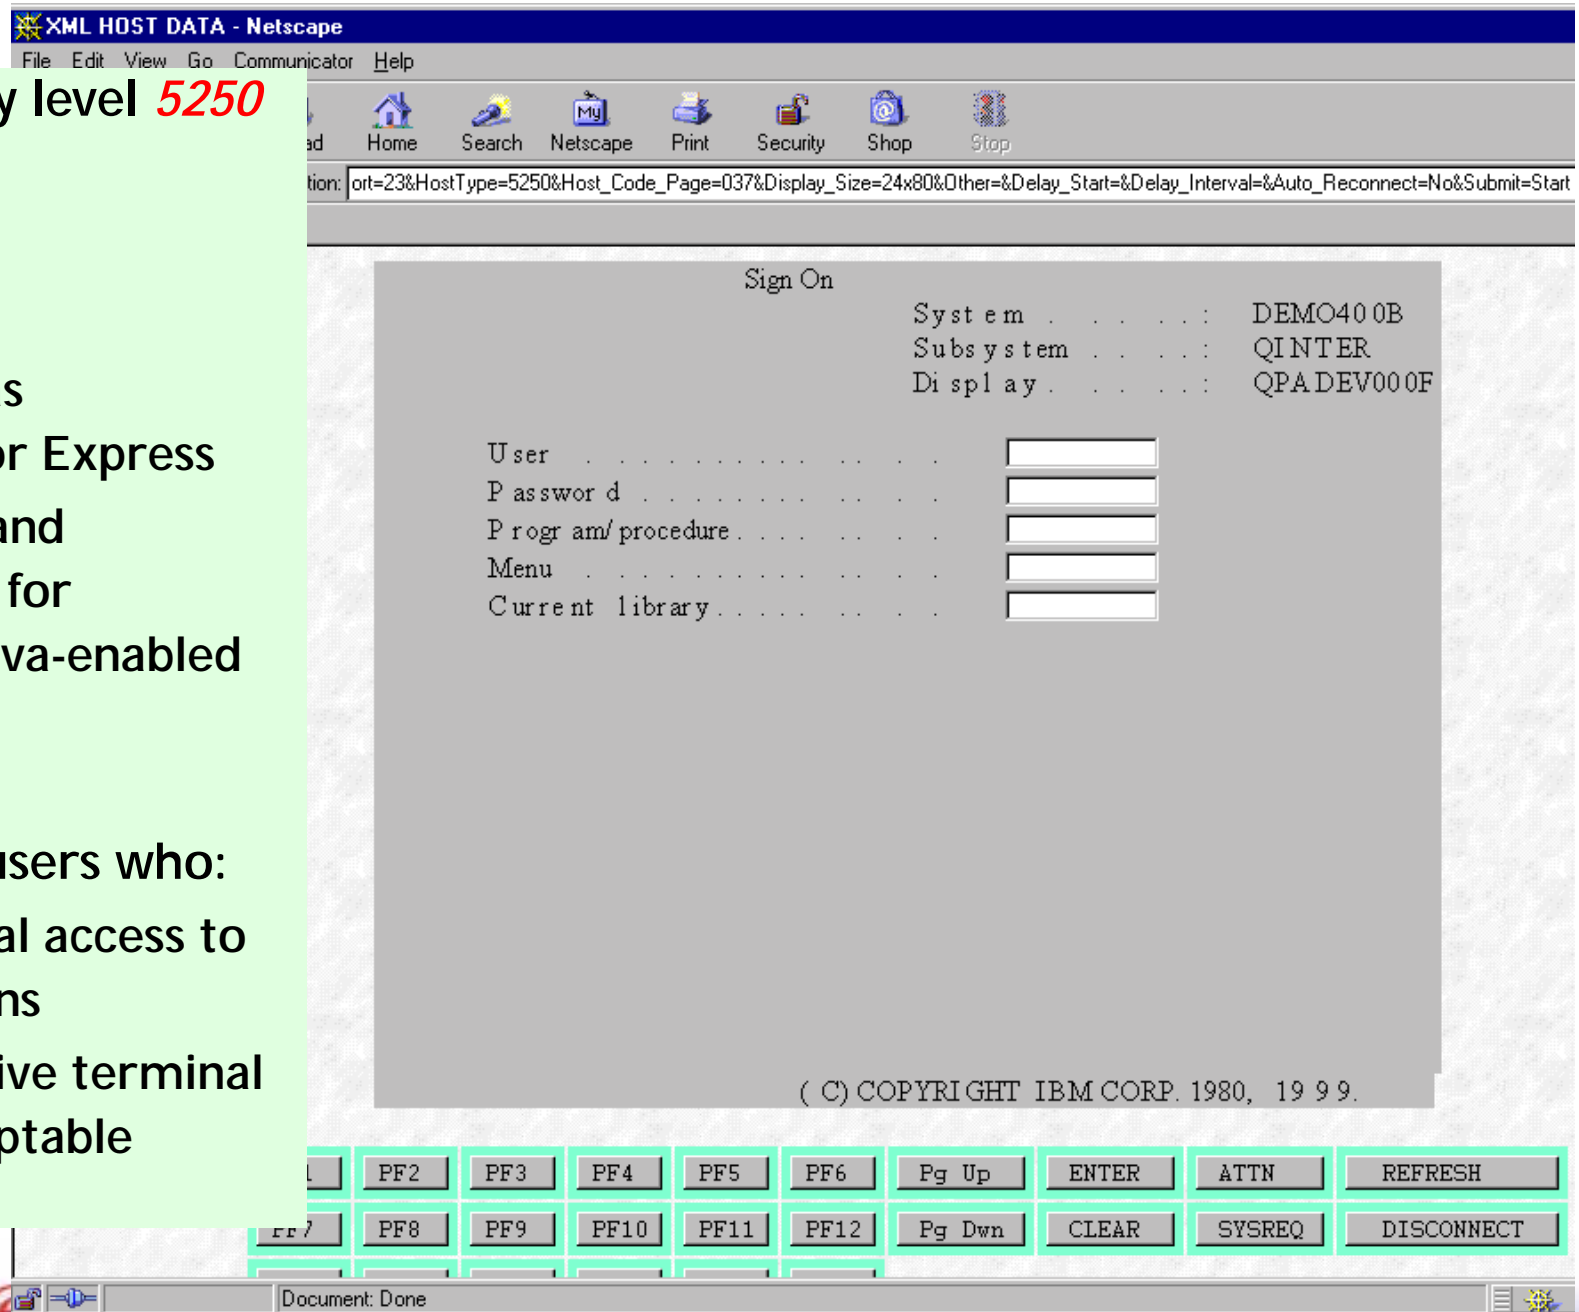 XML HOST DATA - Netscape
File Edit View Go Communicator Help
y level 5250
s
or Express
and
for
va-enabled
users who:
al access to
ns
ive terminal
ptable
ad Home Search Netscape Print Security Shop Stop
tion: ort=23&HostType=5250&Host_Code_Page=037&Display_Size=24x80&Other=&Delay_Start=&Delay_Interval=&Auto_Reconnect=No&Submit=Start
Sign On
System . . . . . : DEMO400B
Subsystem . . . . : QINTER
Display . . . . . : QPADEV000F
User . . . . . . . . . . . . . .
Password . . . . . . . . . . . .
Program/procedure . . . . . . . .
Menu . . . . . . . . . . . . . .
Current library . . . . . . . . .
( C) COPYRIGHT IBM CORP. 1980, 1999.
1 PF2 PF3 PF4 PF5 PF6 Pg Up ENTER ATTN REFRESH
PF7 PF8 PF9 PF10 PF11 PF12 Pg Dwn CLEAR SYSREQ DISCONNECT
Document: Done